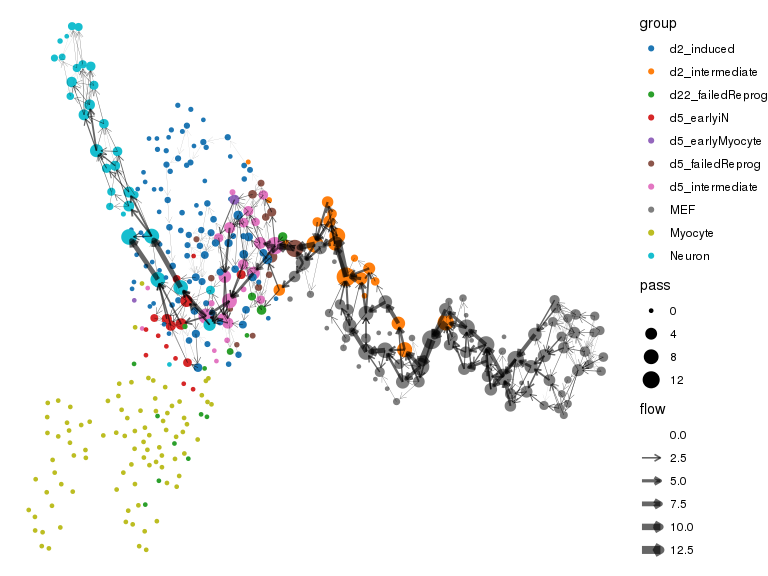 group
d2_induced
d2_intermediate
d22_failedReprog
d5_earlyiN
d5_earlyMyocyte
d5_failedReprog
d5_intermediate
MEF
Myocyte
Neuron
pass
0
4
8
12
flow
0.0
2.5
5.0
7.5
10.0
12.5